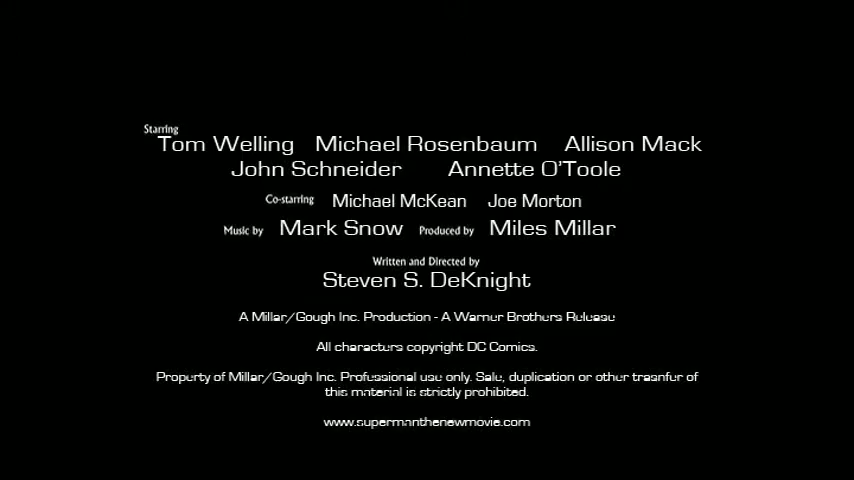 Starring
Tom Welling Michael Rosenbaum Allison Mack
John Schneider Annette O'Toole
Co-starring Michael McKean Joe Morton
Music by Mark Snow Produced by Miles Millar
Written and Directed by
Steven S. DeKnight
A Millar/Gough Inc. Production - A Warner Brothers Release
All characters copyright DC Comics.
Property of Millar/Gough Inc. Professional use only. Sale, duplication or other trasnfer of
this material is strictly prohibited.
www.supermanthenewmovie.com